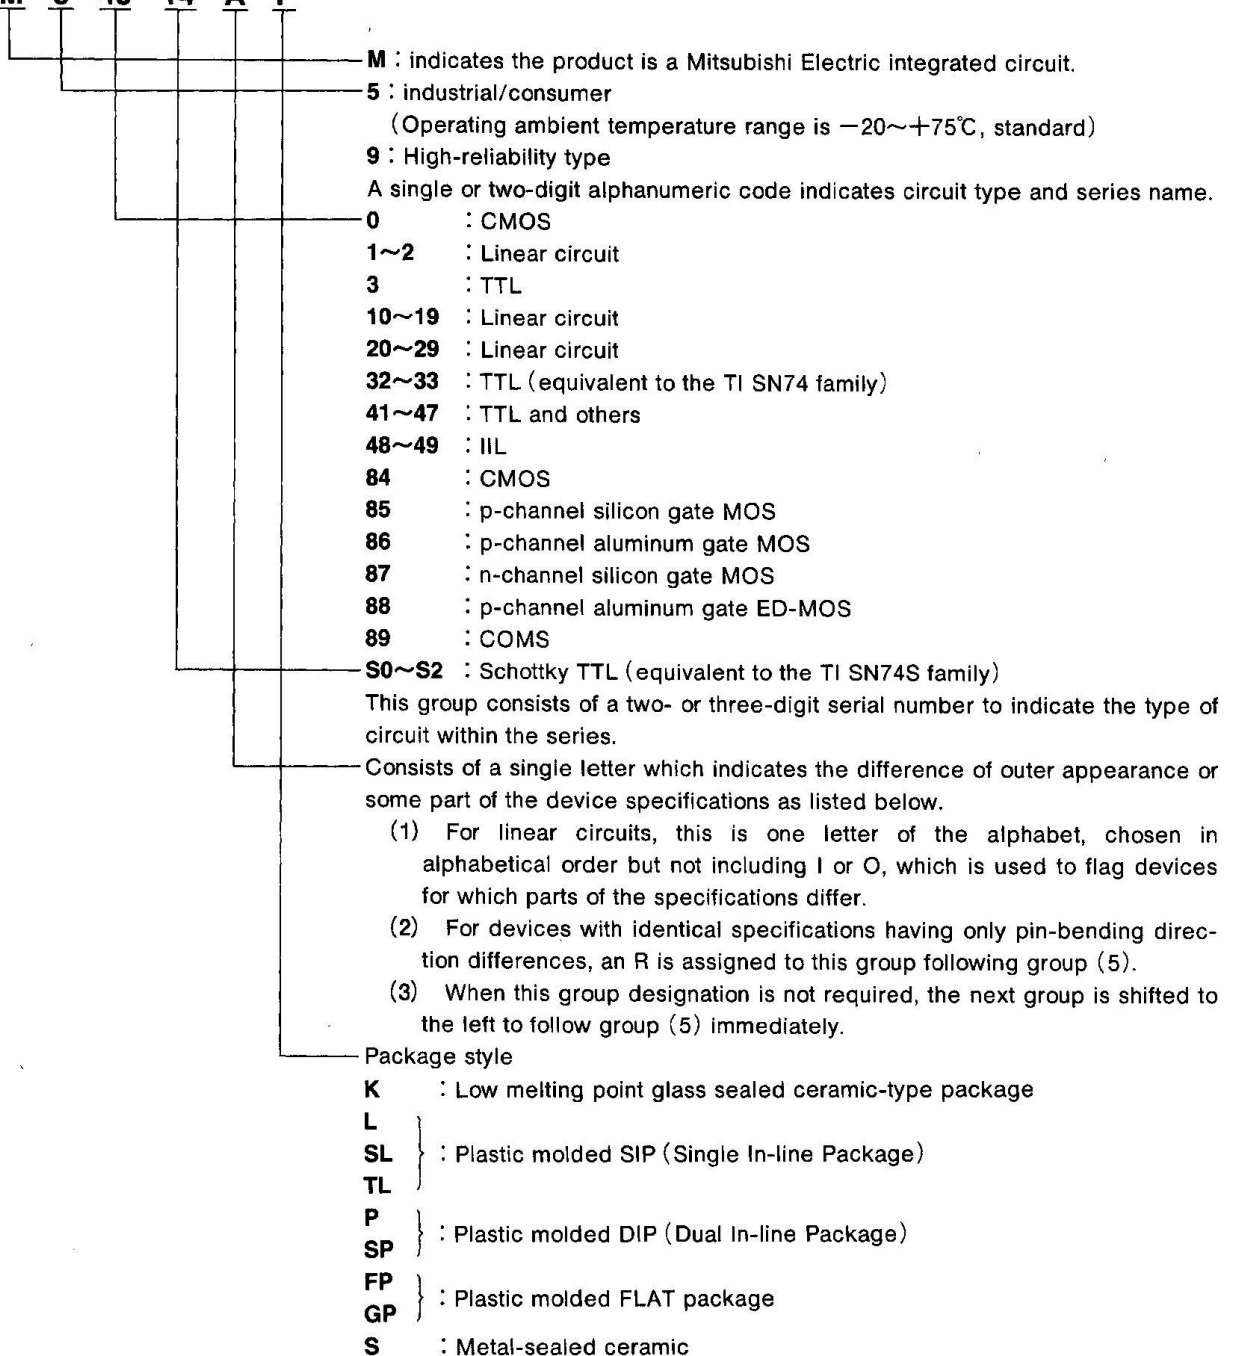 M : indicates the product is a Mitsubishi Electric integrated circuit.
5 : industrial/consumer
(Operating ambient temperature range is −20~+75℃, standard)
9 : High-reliability type
A single or two-digit alphanumeric code indicates circuit type and series name.
0 : CMOS
1~2 : Linear circuit
3 : TTL
10~19 : Linear circuit
20~29 : Linear circuit
32~33 : TTL (equivalent to the TI SN74 family)
41~47 : TTL and others
48~49 : IIL
84 : CMOS
85 : p-channel silicon gate MOS
86 : p-channel aluminum gate MOS
87 : n-channel silicon gate MOS
88 : p-channel aluminum gate ED-MOS
89 : COMS
S0~S2 : Schottky TTL (equivalent to the TI SN74S family)
This group consists of a two- or three-digit serial number to indicate the type of
circuit within the series.
Consists of a single letter which indicates the difference of outer appearance or
some part of the device specifications as listed below.
(1) For linear circuits, this is one letter of the alphabet, chosen in
alphabetical order but not including I or O, which is used to flag devices
for which parts of the specifications differ.
(2) For devices with identical specifications having only pin-bending direc-
tion differences, an R is assigned to this group following group (5).
(3) When this group designation is not required, the next group is shifted to
the left to follow group (5) immediately.
Package style
K : Low melting point glass sealed ceramic-type package
L
SL : Plastic molded SIP (Single In-line Package)
TL
P
: Plastic molded DIP (Dual In-line Package)
SP
FP
: Plastic molded FLAT package
GP
S : Metal-sealed ceramic